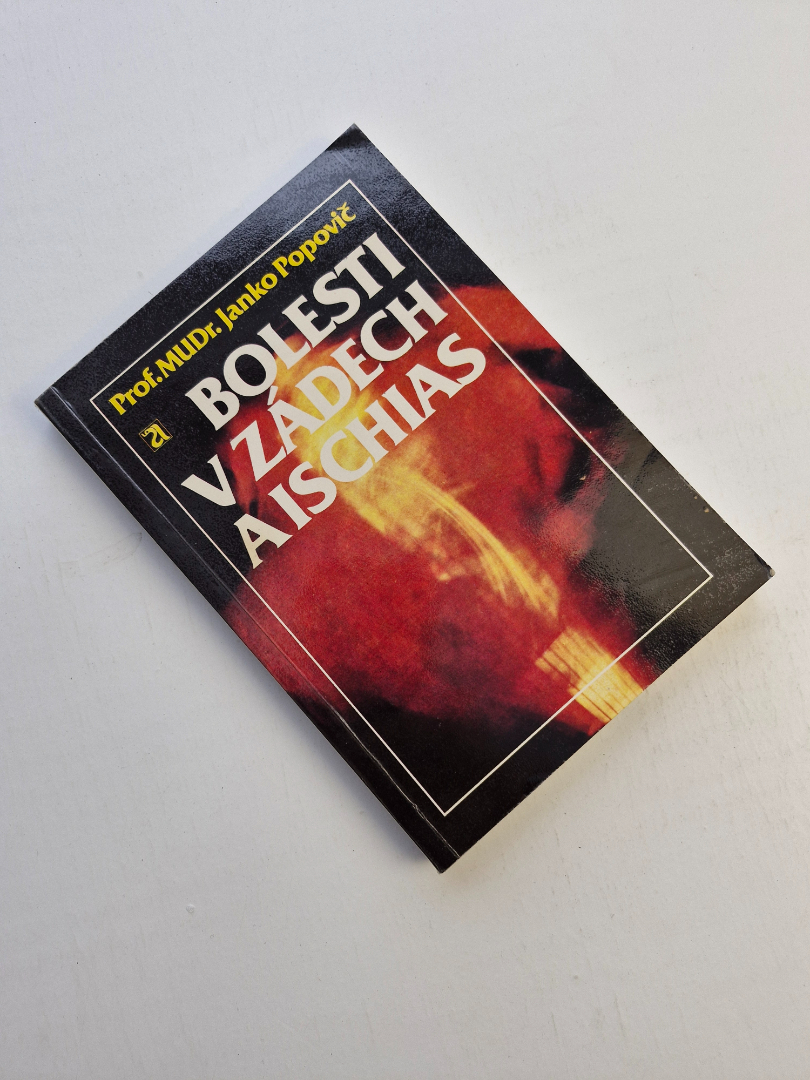 Prof. MUDr. Janko Popovič
BOLESTI
V ZÁDECH
A ISCHIAS